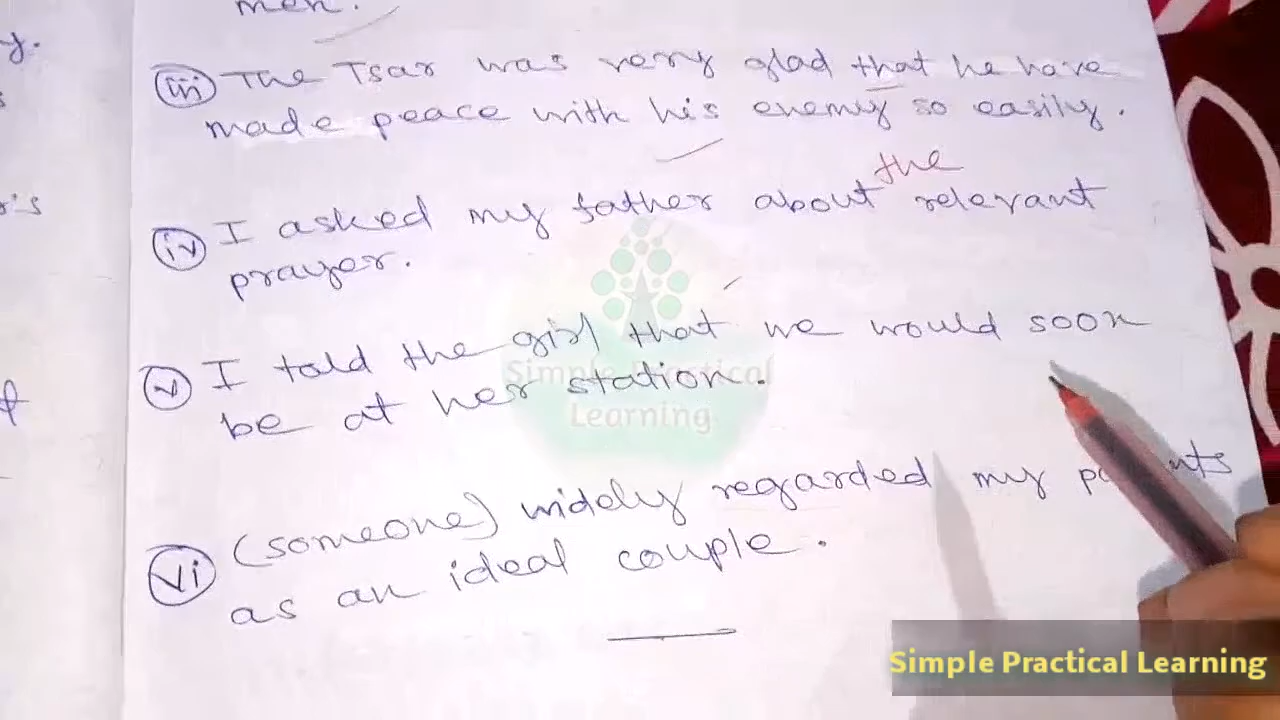 men.
y.
(iii) The Tsar was very glad that he have
made peace with his enemy so easily.
the
r's
(iv) I asked my father about relevant
prayer.
(v) I told the girl that we would soon
be at her station.
Simple Practical
Learning
(vi) (someone) widely regarded my parents
as an ideal couple.
Simple Practical Learning